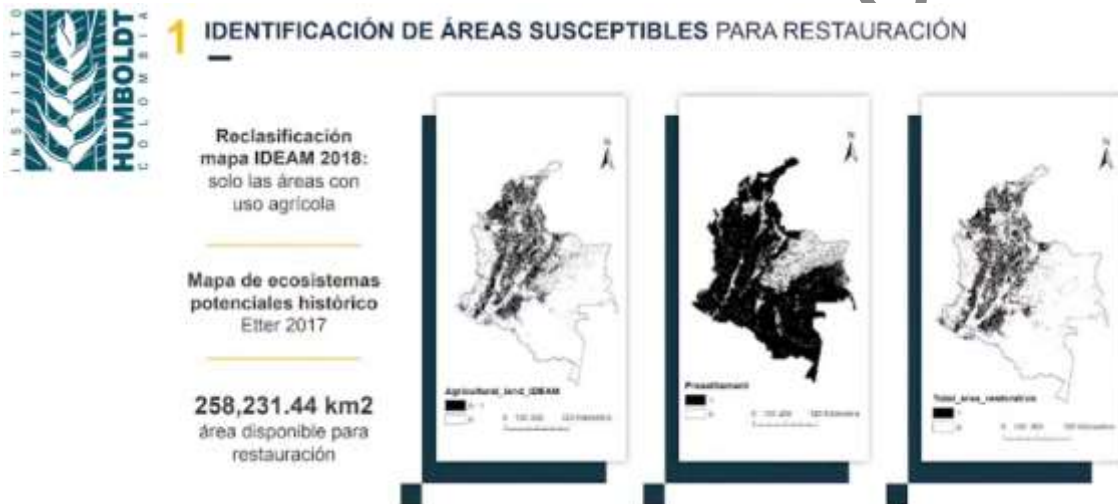 INSTITUTO
HUMBOLDT
COLOMBIA
1 IDENTIFICACIÓN DE ÁREAS SUSCEPTIBLES PARA RESTAURACIÓN
Reclasificación
mapa IDEAM 2018:
solo las áreas con
uso agrícola
Mapa de ecosistemas
potenciales histórico
Etter 2017
258,231.44 km2
área disponible para
restauración
N
Agricultural_land_IDEAM
N
N
Total_area_restoration